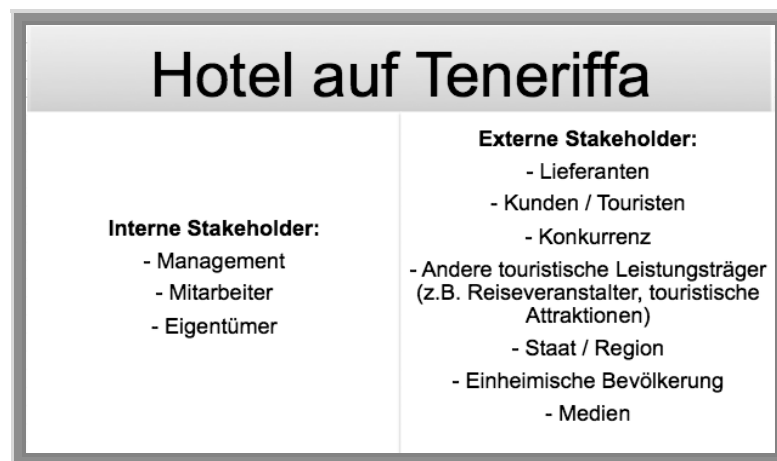 Hotel auf Teneriffa
Interne Stakeholder:
- Management
- Mitarbeiter
- Eigentümer
Externe Stakeholder:
- Lieferanten
- Kunden / Touristen
- Konkurrenz
- Andere touristische Leistungsträger
(z.B. Reiseveranstalter, touristische
Attraktionen)
- Staat / Region
- Einheimische Bevölkerung
- Medien